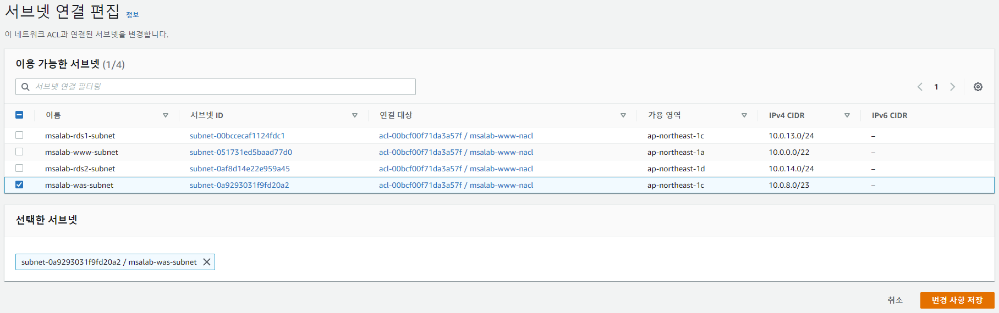 서브넷 연결 편집 정보
이 네트워크 ACL과 연결된 서브넷을 변경합니다.
이용 가능한 서브넷 (1/4)
서브넷 연결 필터링 1
이름 서브넷 ID 연결 대상 가용 영역 IPv4 CIDR IPv6 CIDR
msalab-rds1-subnet subnet-00bccecaf1124fdc1 acl-00bcf00f71da3a57f / msalab-www-nacl ap-northeast-1c 10.0.13.0/24 –
msalab-www-subnet subnet-051731ed5baad77d0 acl-00bcf00f71da3a57f / msalab-www-nacl ap-northeast-1a 10.0.0.0/22 –
msalab-rds2-subnet subnet-0af8d14e22e959a45 acl-00bcf00f71da3a57f / msalab-www-nacl ap-northeast-1d 10.0.14.0/24 –
msalab-was-subnet subnet-0a9293031f9fd20a2 acl-00bcf00f71da3a57f / msalab-www-nacl ap-northeast-1c 10.0.8.0/23 –
선택한 서브넷
subnet-0a9293031f9fd20a2 / msalab-was-subnet
취소 변경 사항 저장